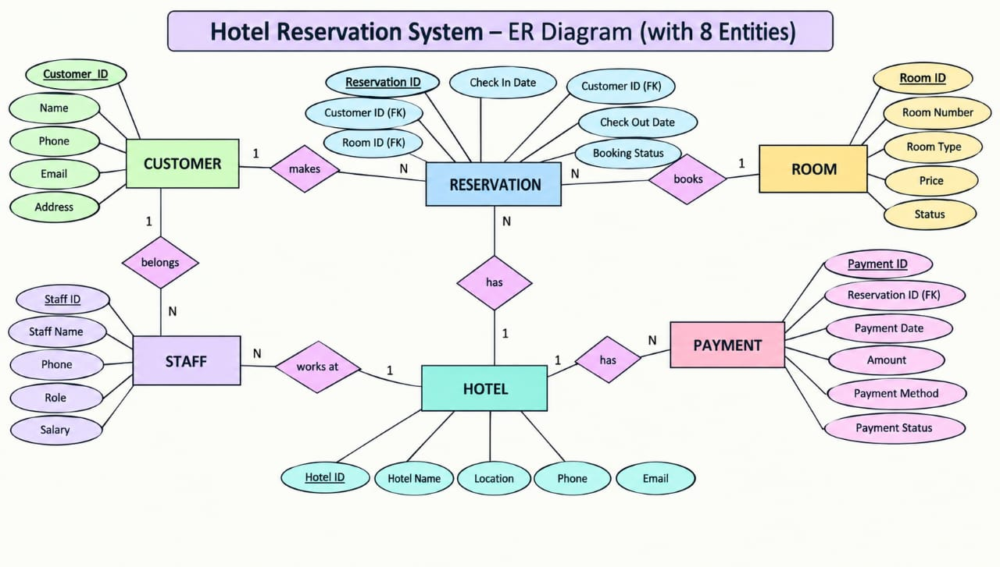 Hotel Reservation System – ER Diagram (with 8 Entities)
Customer_ID
Name
Phone
Email
Address
CUSTOMER
1
makes
N
Reservation ID
Customer ID (FK)
Room ID (FK)
Check In Date
Customer ID (FK)
Check Out Date
Booking Status
RESERVATION
N
books
1
Room ID
Room Number
Room Type
Price
Status
ROOM
1
belongs
N
N
has
1
Staff ID
Staff Name
Phone
Role
Salary
STAFF
N
works at
1
HOTEL
1
has
N
PAYMENT
Payment ID
Reservation ID (FK)
Payment Date
Amount
Payment Method
Payment Status
Hotel ID
Hotel Name
Location
Phone
Email